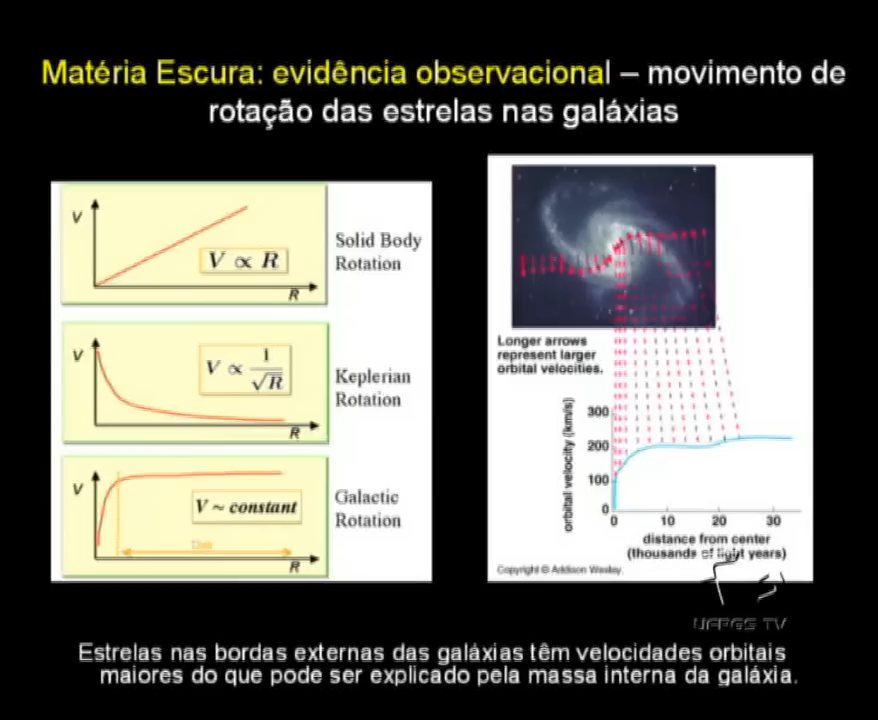 Matéria Escura: evidência observacional – movimento de
rotação das estrelas nas galáxias
V
V ∝ R
R
Solid Body
Rotation
V
V ∝ 1/√R
R
Keplerian
Rotation
V
V ~ constant
R
Galactic
Rotation
Longer arrows
represent larger
orbital velocities.
orbital velocity (km/s)
300
200
100
0
0 10 20 30
distance from center
(thousands of light years)
Copyright © Addison Wesley.
UFRGS TV
Estrelas nas bordas externas das galáxias têm velocidades orbitais
maiores do que pode ser explicado pela massa interna da galáxia.